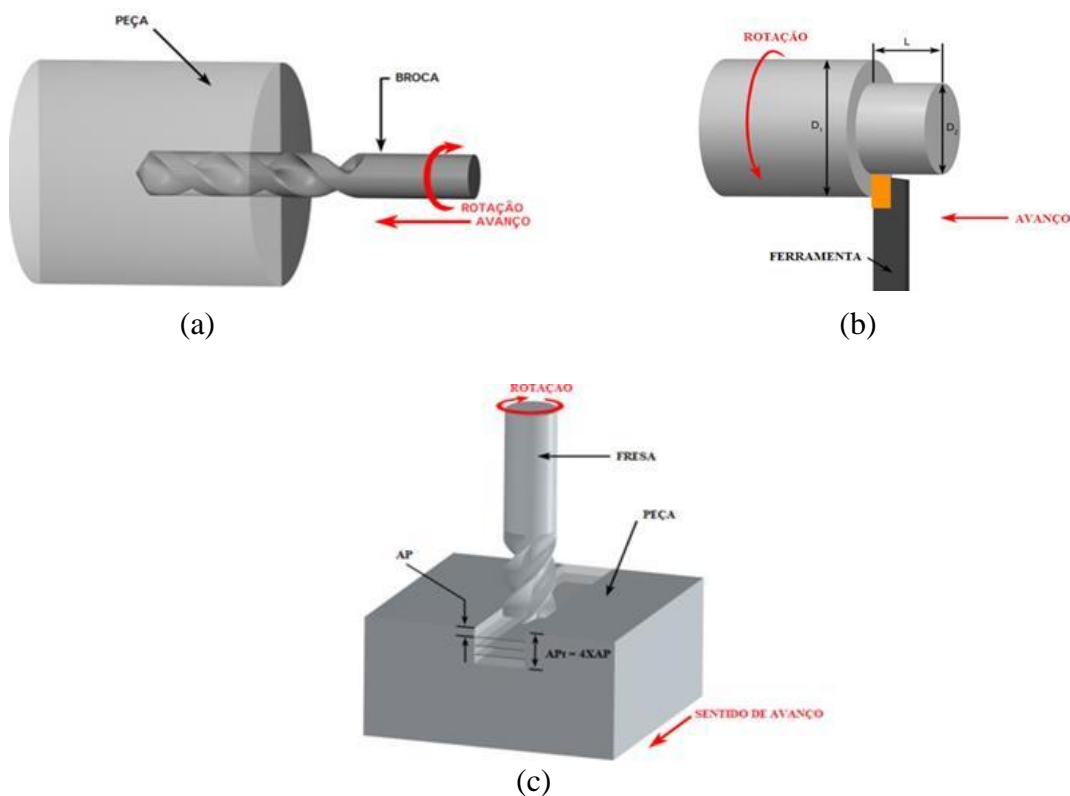 PEÇA
BROCA
ROTAÇÃO
AVANÇO
(a)
ROTAÇÃO
L
D₁
D₂
AVANÇO
FERRAMENTA
(b)
ROTAÇÃO
FRESA
PEÇA
AP
APt = 4XAP
SENTIDO DE AVANÇO
(c)